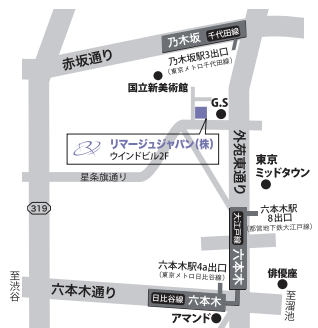 赤坂通り
乃木坂
千代田線
乃木坂駅3出口
(東京メトロ千代田線)
国立新美術館
G.S
リマージュジャパン(株)
ウインドビル2F
外苑東通り
東京
ミッドタウン
星条旗通り
319
六本木駅
8出口
(都営地下鉄大江戸線)
大江戸線
六本木
六本木駅4a出口
(東京メトロ日比谷線)
俳優座
至渋谷
六本木通り
日比谷線
六本木
至溜池
アマンド